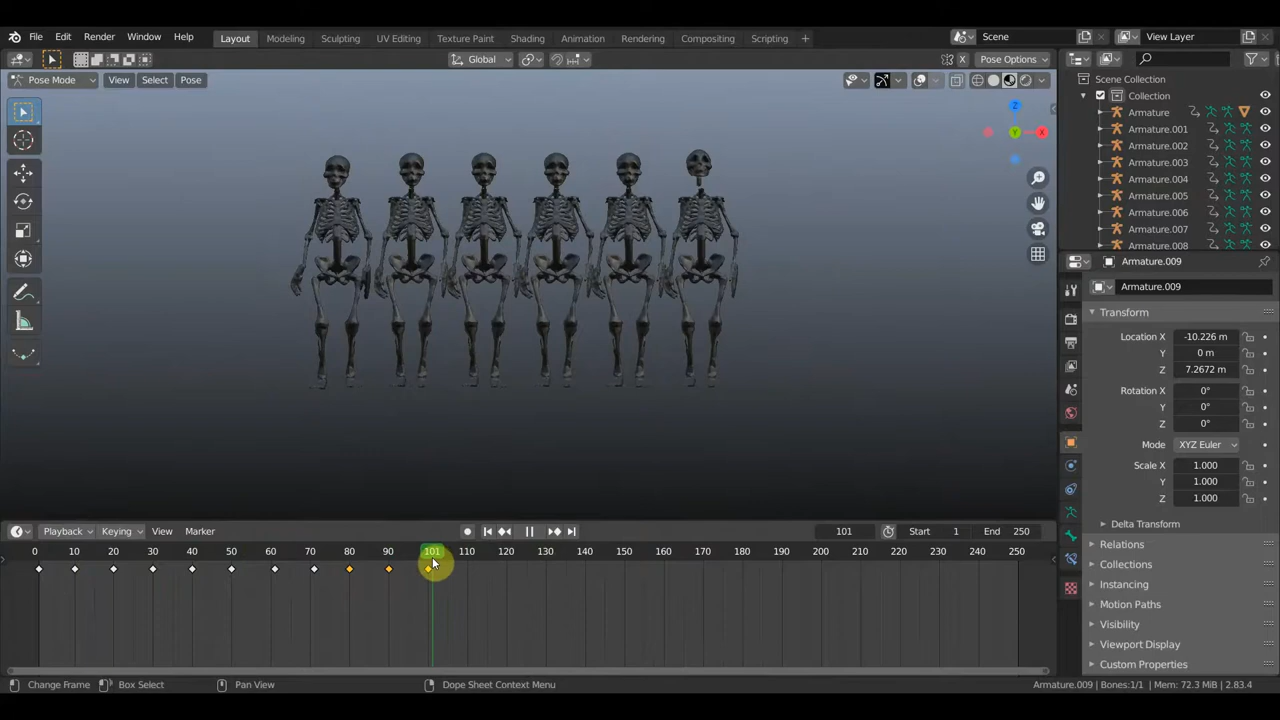 File Edit Render Window Help Layout Modeling Sculpting UV Editing Texture Paint Shading Animation Rendering Compositing Scripting + Scene View Layer
Global X Pose Options
Pose Mode View Select Pose
Z
X
Y
Scene Collection
Collection
Armature
Armature.001
Armature.002
Armature.003
Armature.004
Armature.005
Armature.006
Armature.007
Armature.008
Armature.009
Armature.009
Transform
Location X -10.226 m
Y 0 m
Z 7.2672 m
Rotation X 0°
Y 0°
Z 0°
Mode XYZ Euler
Scale X 1.000
Y 1.000
Z 1.000
Delta Transform
Relations
Collections
Instancing
Motion Paths
Visibility
Viewport Display
Custom Properties
Playback Keying View Marker 101 Start 1 End 250
0 10 20 30 40 50 60 70 80 90 101 110 120 130 140 150 160 170 180 190 200 210 220 230 240 250
Change Frame Box Select Pan View Dope Sheet Context Menu Armature.009 | Bones:1/1 | Mem: 72.3 MiB | 2.83.4